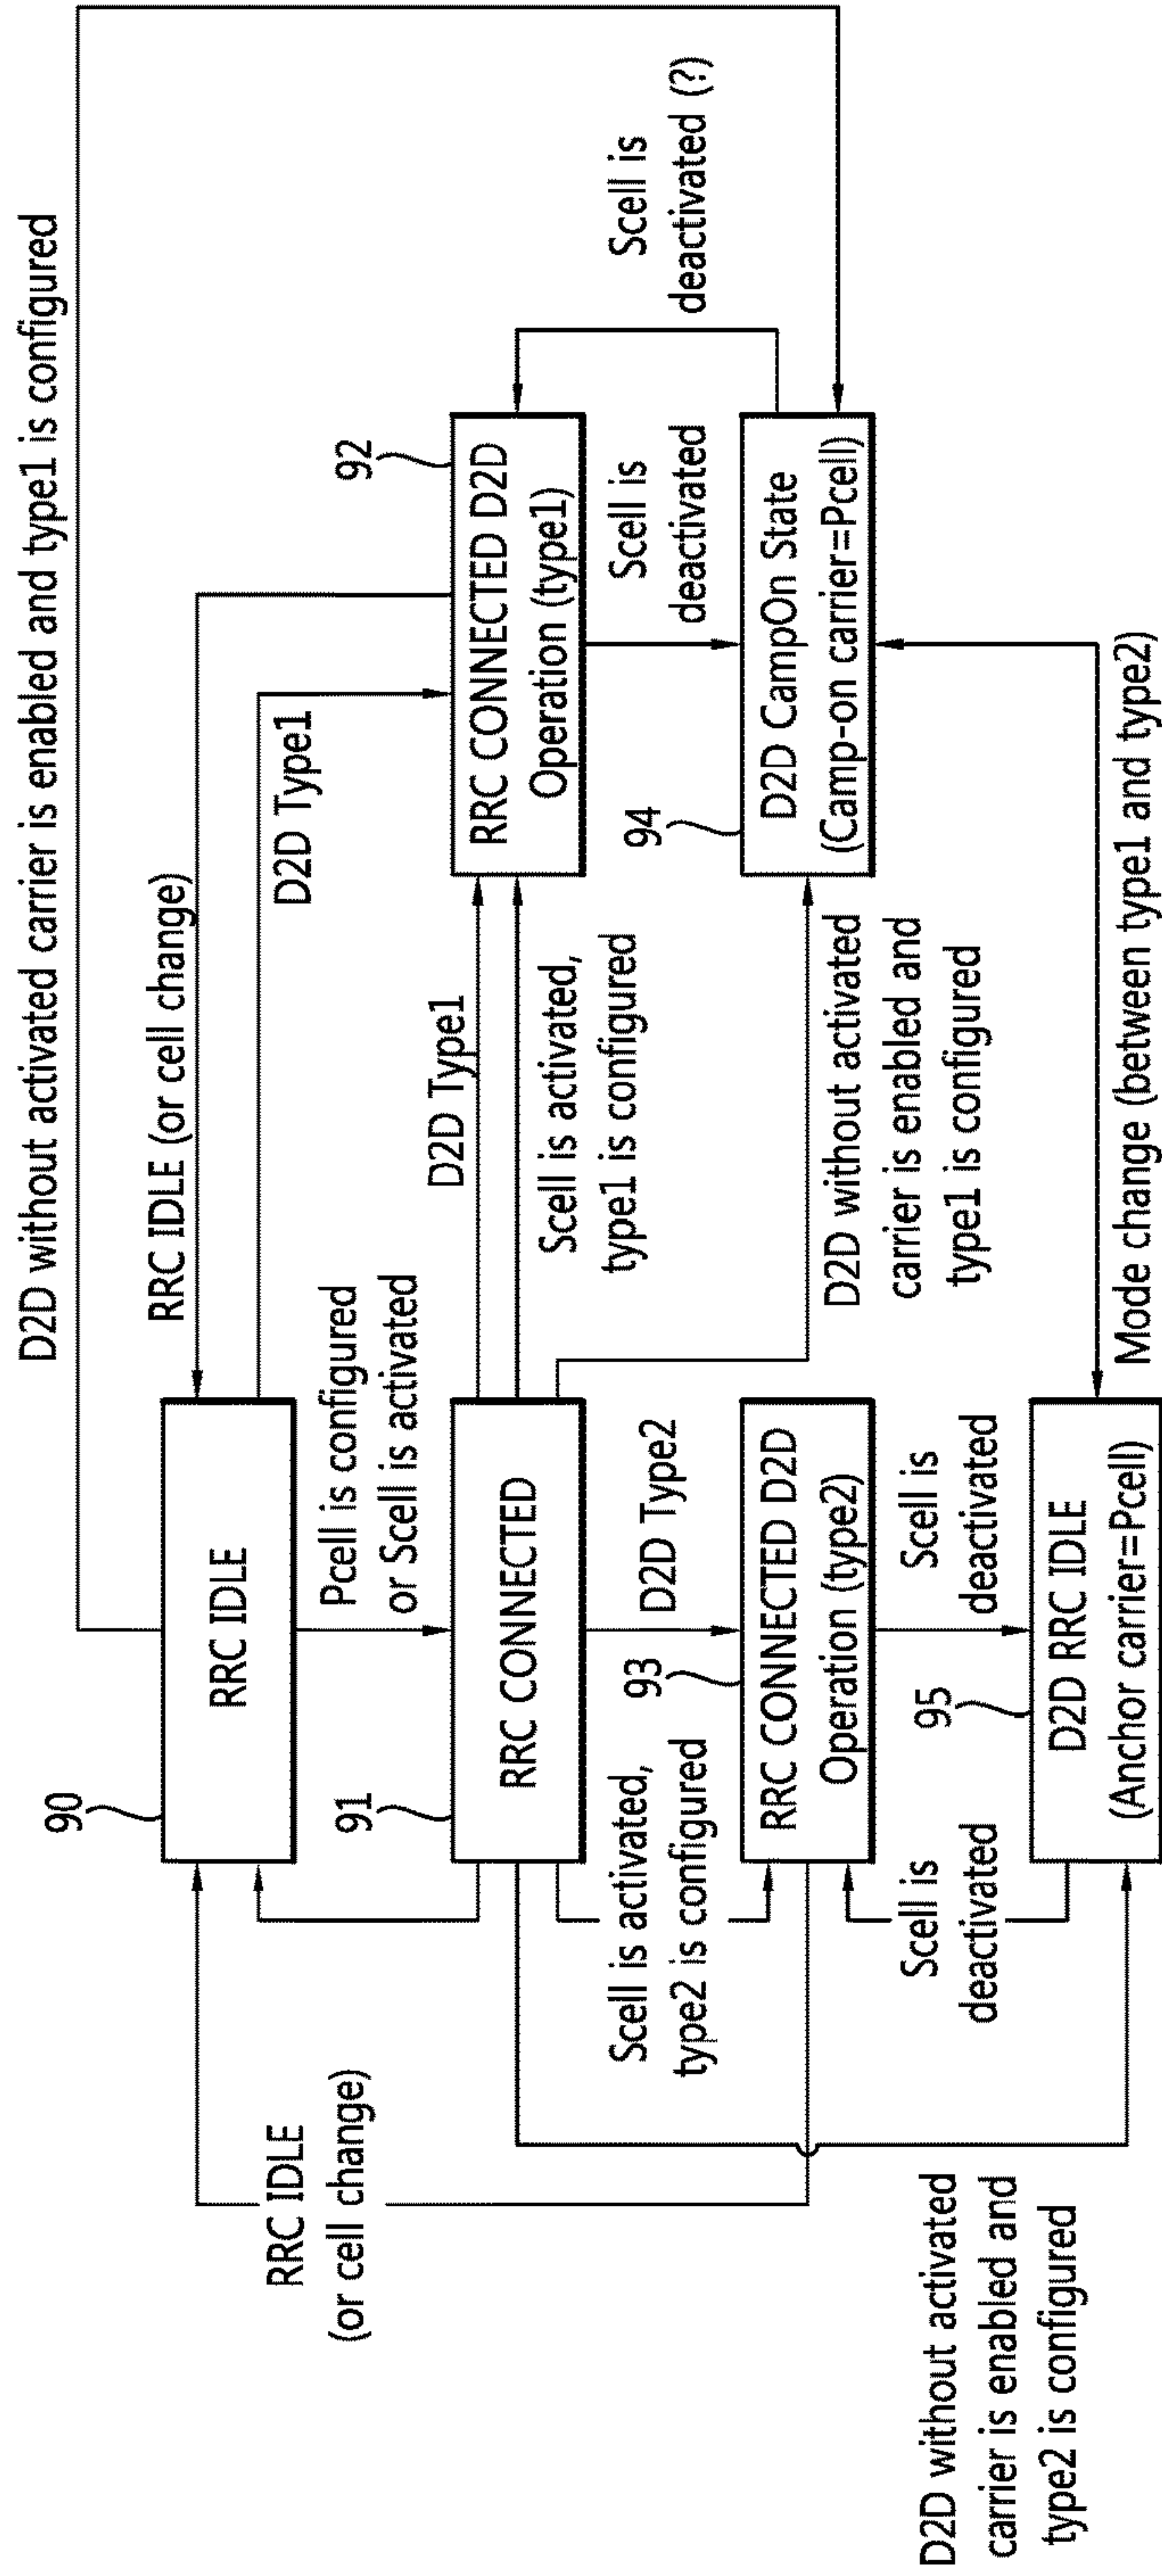 D2D without activated carrier is enabled and type1 is configured
RRC IDLE (or cell change)
D2D Type1
90
RRC IDLE
Pcell is configured
or Scell is activated
RRC IDLE
(or cell change)
91
RRC CONNECTED
D2D Type1
Scell is activated,
type1 is configured
92
RRC CONNECTED D2D
Operation (type1)
Scell is activated,
type2 is configured
D2D Type2
Scell is
deactivated
Scell is
deactivated (?)
93
RRC CONNECTED D2D
Operation (type2)
D2D without activated
carrier is enabled and
type1 is configured
94
D2D CampOn State
(Camp-on carrier=Pcell)
D2D without activated
carrier is enabled and
type2 is configured
Scell is
deactivated
Scell is
deactivated
95
D2D RRC IDLE
(Anchor carrier=Pcell)
Mode change (between type1 and type2)